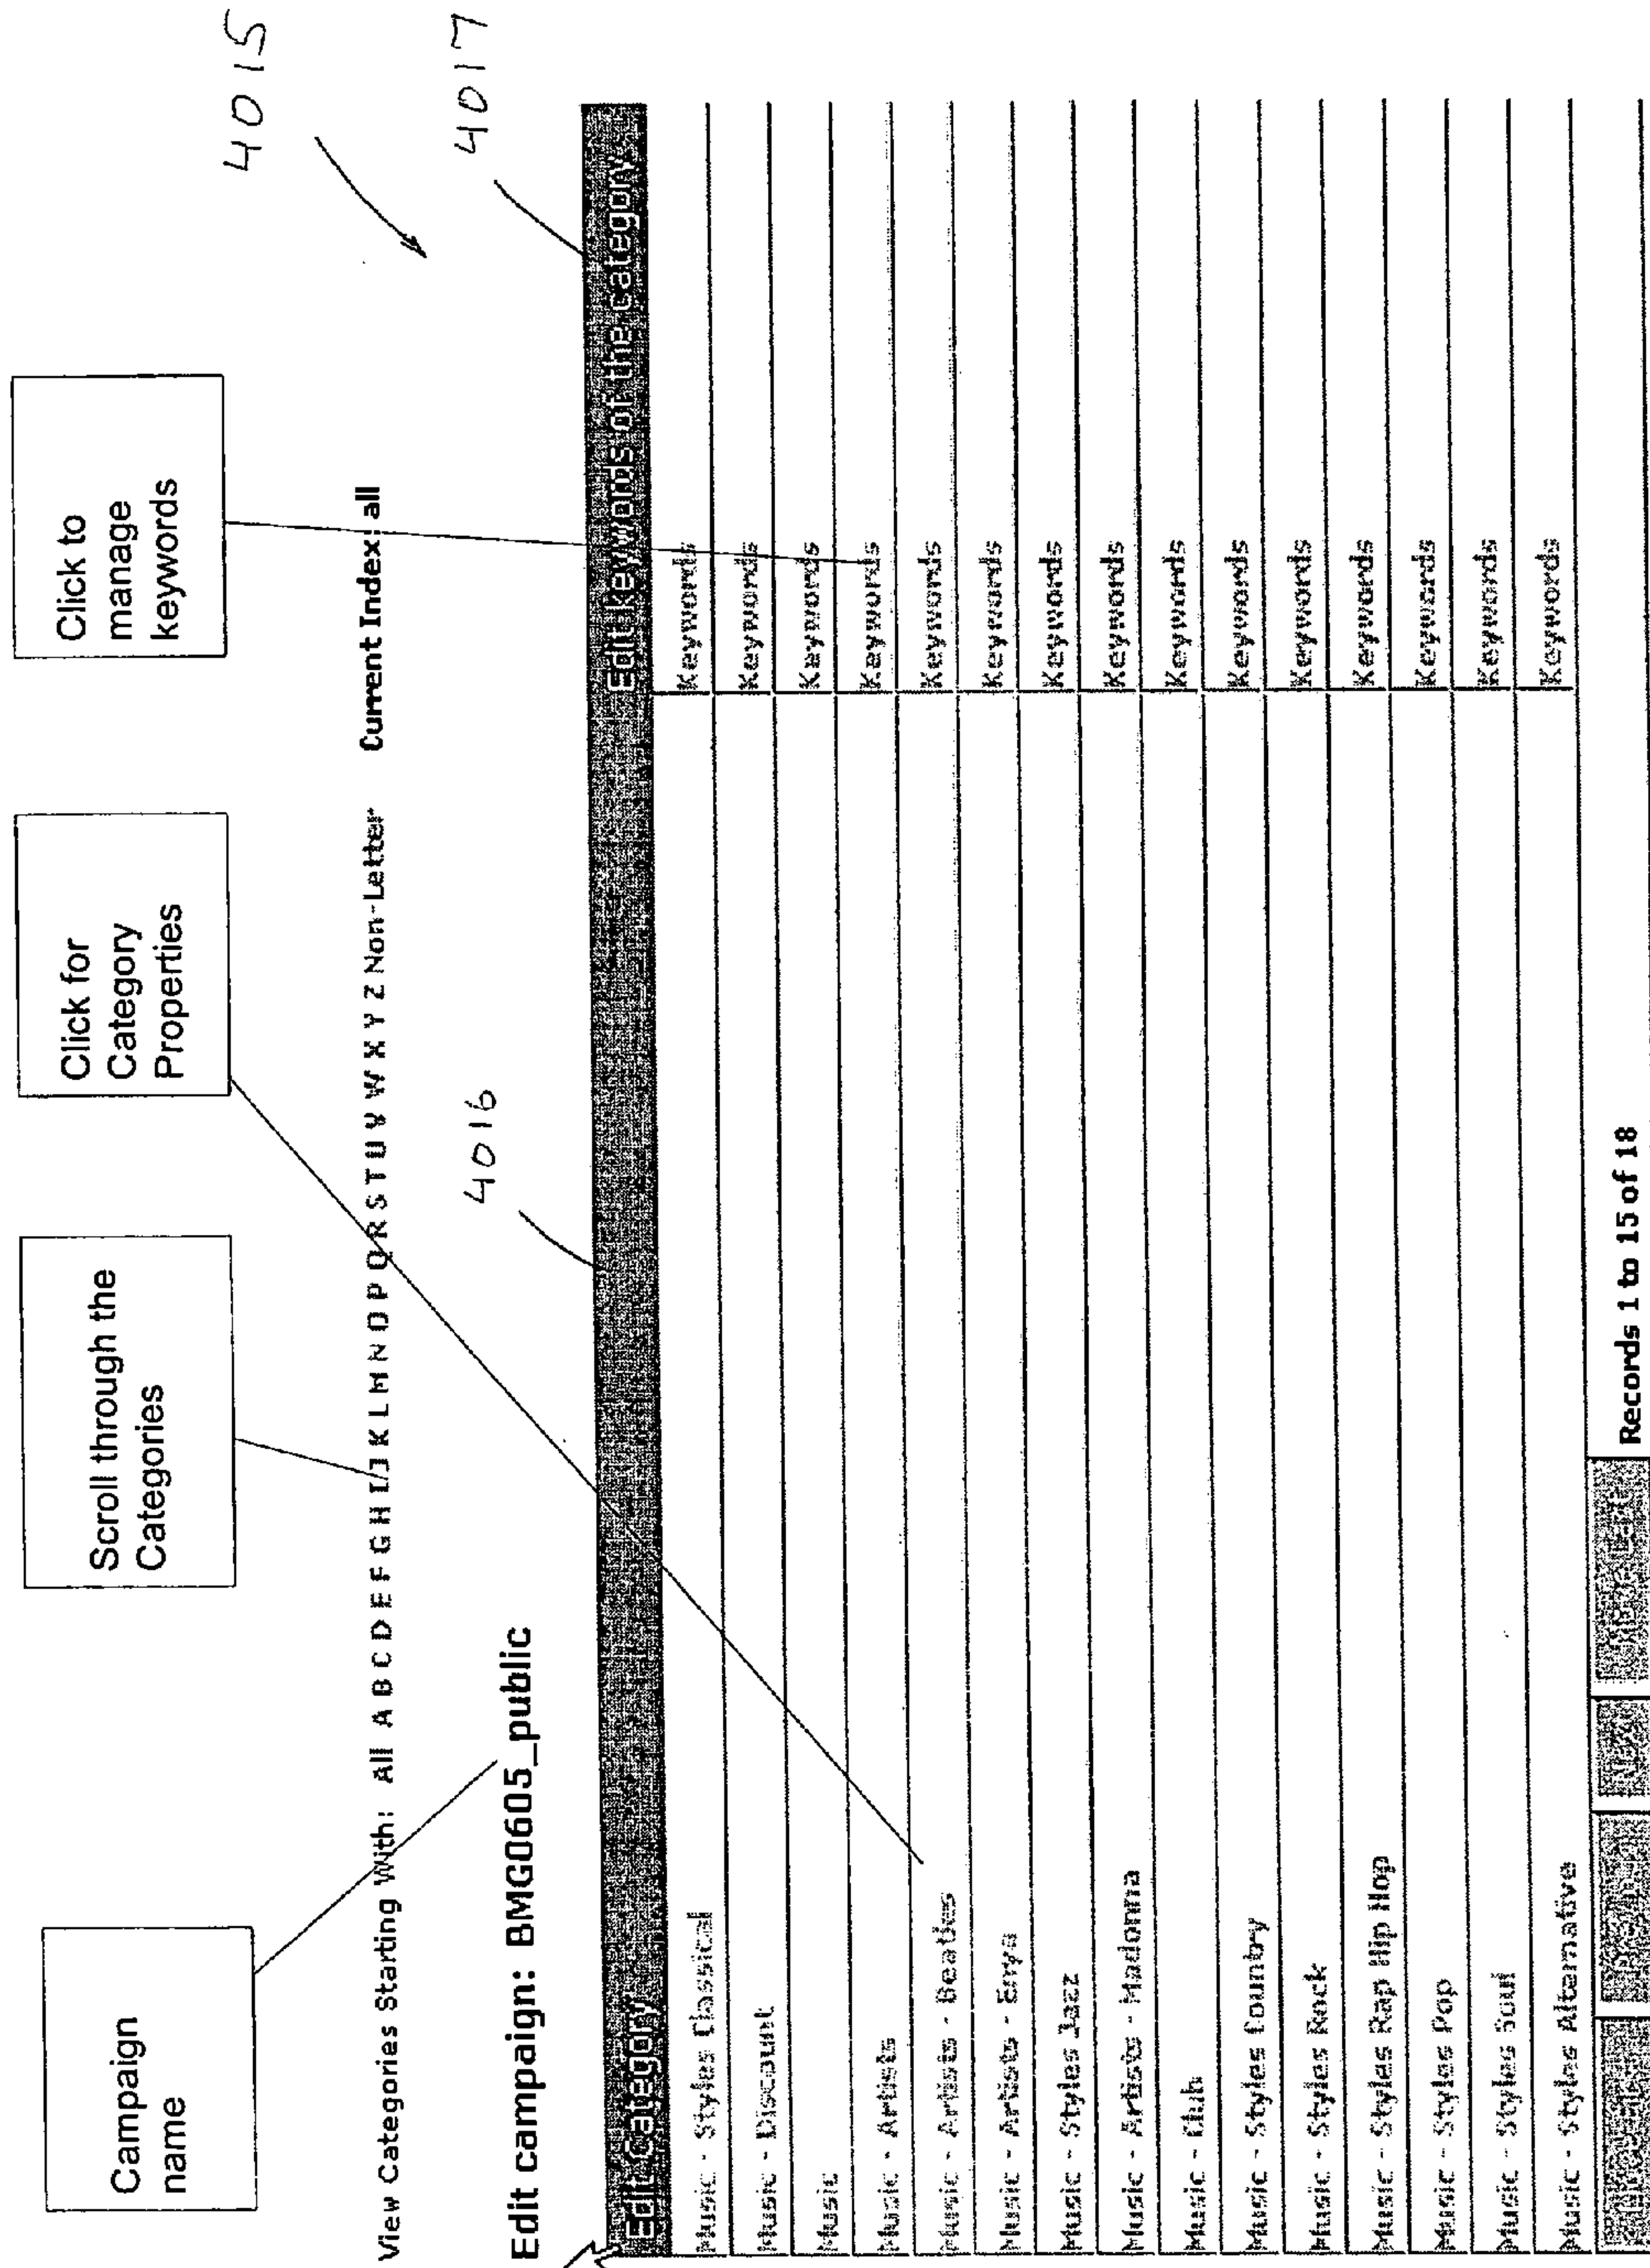 4015
Campaign
name
Scroll through the
Categories
Click for
Category
Properties
Click to
manage
keywords
View Categories Starting With: All A B C D E F G H I J K L M N O P Q R S T U V W X Y Z Non-Letter Current Index: all
4016
4017
Edit campaign: BMG0605_public
Edit Category Edit keywords of the category
Music - Styles Classical Keywords
Music - Discount Keywords
Music Keywords
Music - Artists Keywords
Music - Artists - Beatles Keywords
Music - Artists - Enya Keywords
Music - Styles Jazz Keywords
Music - Artists - Madonna Keywords
Music - Club Keywords
Music - Styles Country Keywords
Music - Styles Rock Keywords
Music - Styles Rap Hip Hop Keywords
Music - Styles Pop Keywords
Music - Styles Soul Keywords
Music - Styles Alternative Keywords
Records 1 to 15 of 18